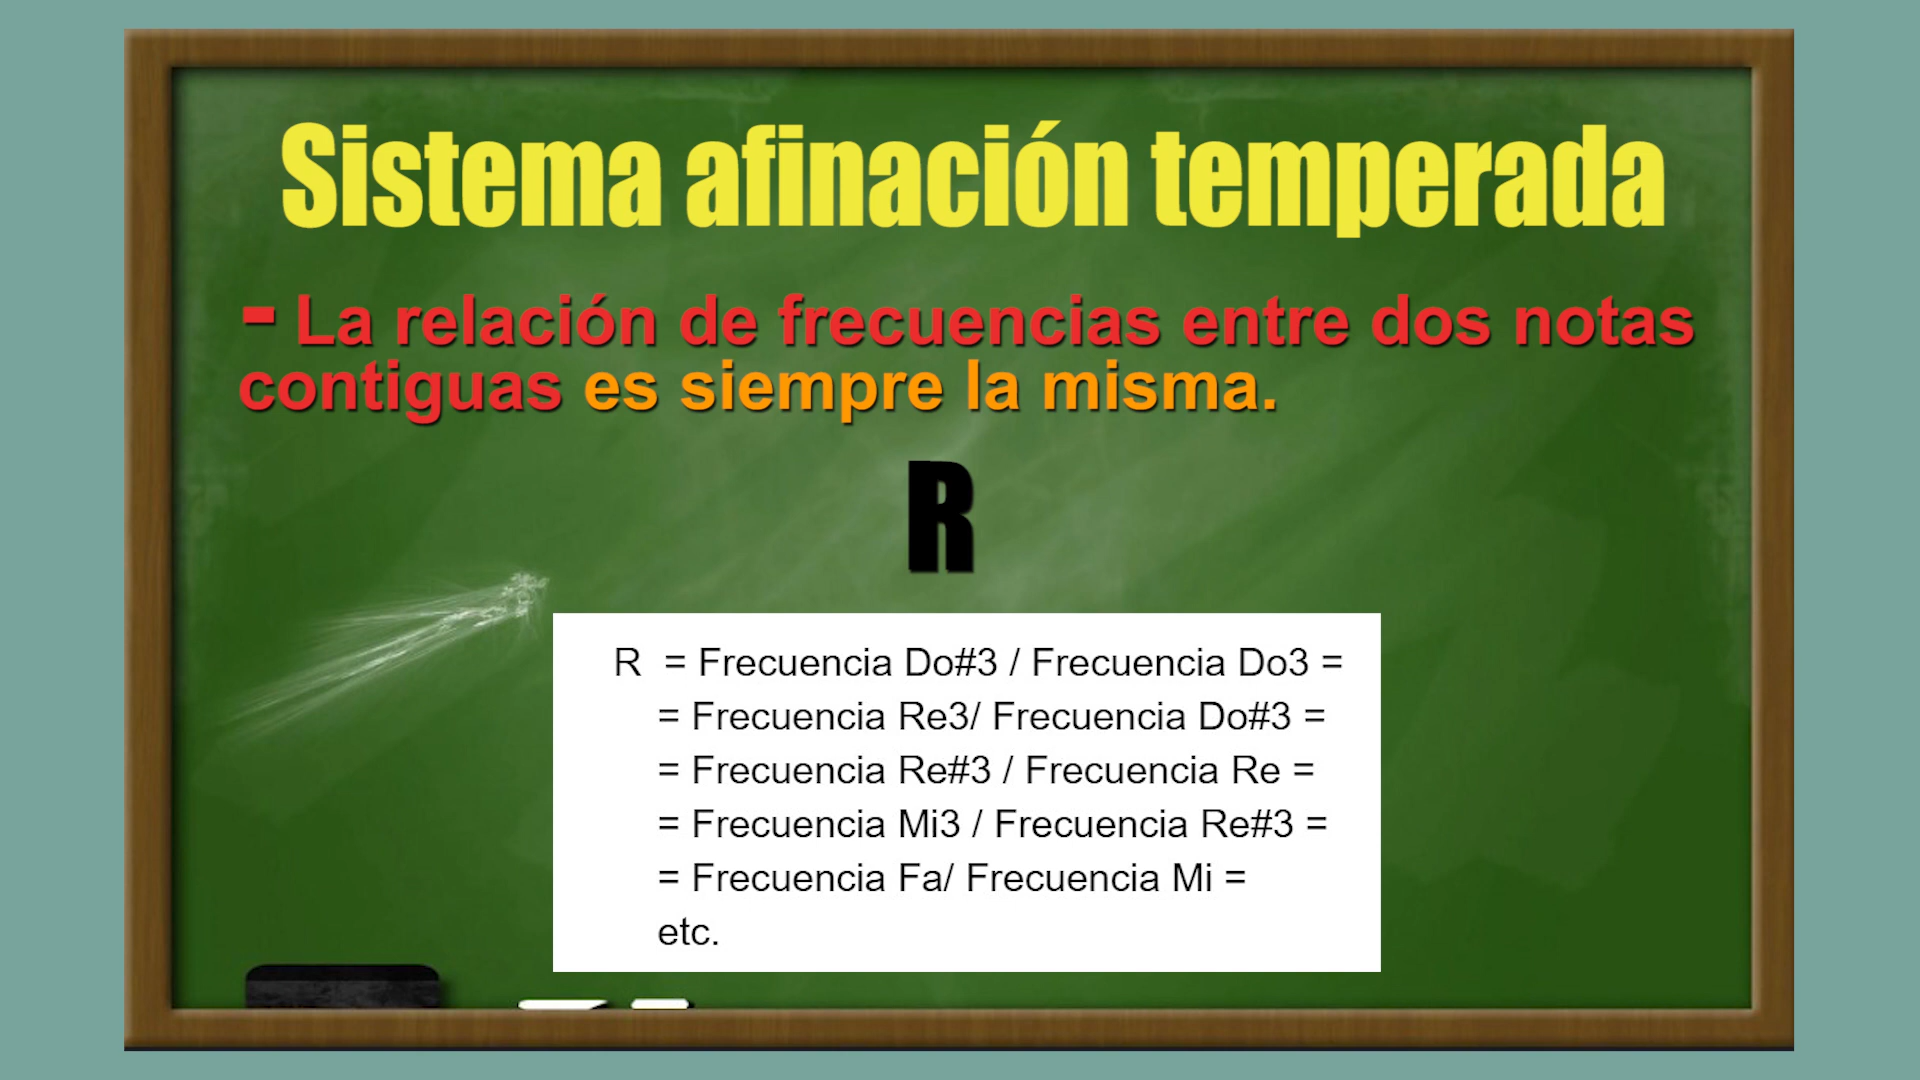 Sistema afinación temperada
- La relación de frecuencias entre dos notas
contiguas es siempre la misma.
R
R = Frecuencia Do#3 / Frecuencia Do3 =
= Frecuencia Re3/ Frecuencia Do#3 =
= Frecuencia Re#3 / Frecuencia Re =
= Frecuencia Mi3 / Frecuencia Re#3 =
= Frecuencia Fa/ Frecuencia Mi =
etc.